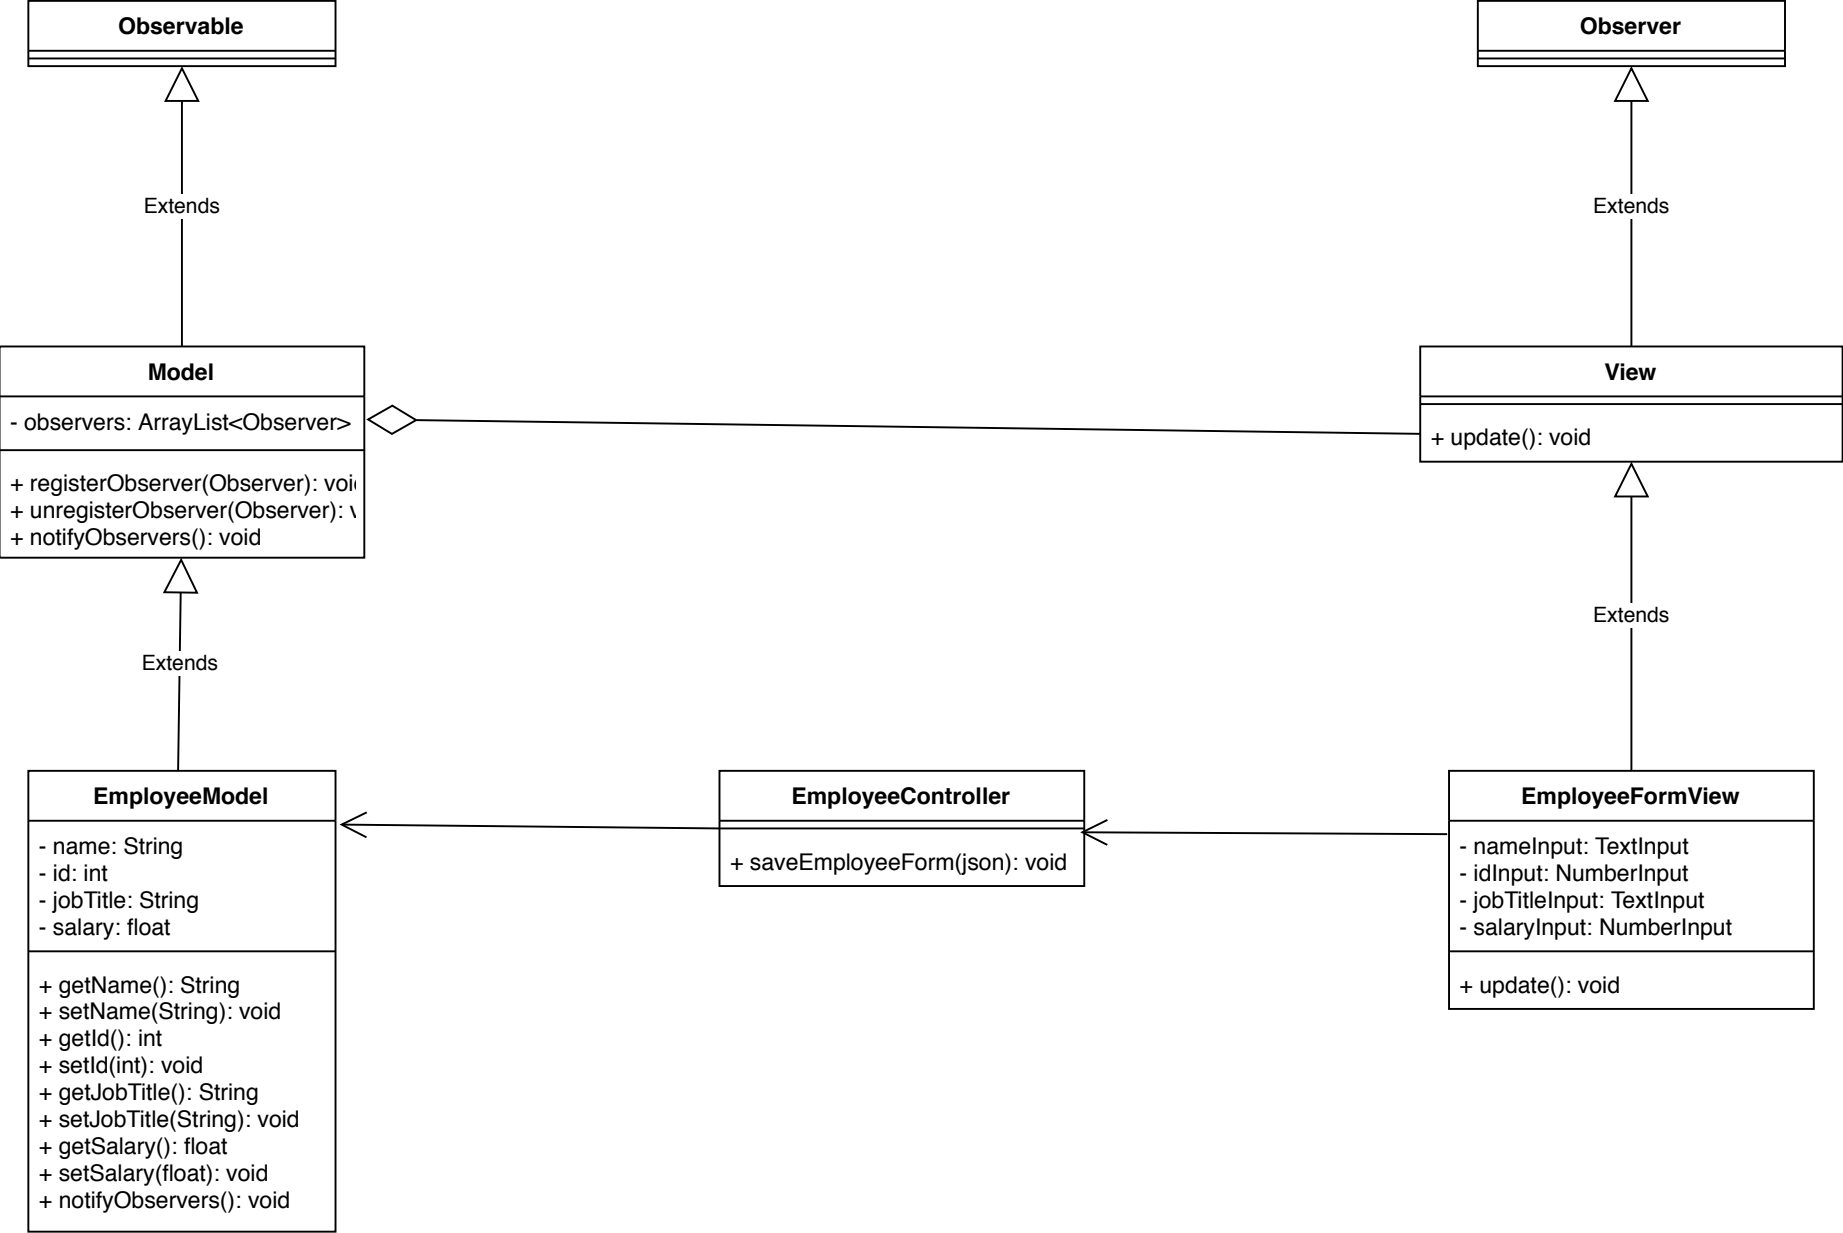 Observable
Observer
Extends
Extends
Model
- observers: ArrayList<Observer>
+ registerObserver(Observer):
+ unregisterObserver(Observer):
+ notifyObservers(): void
View
+ update(): void
Extends
Extends
EmployeeModel
- name: String
- id: int
- jobTitle: String
- salary: float
+ getName(): String
+ setName(String): void
+ getId(): int
+ setId(int): void
+ getJobTitle(): String
+ setJobTitle(String): void
+ getSalary(): float
+ setSalary(float): void
+ notifyObservers(): void
EmployeeController
+ saveEmployeeForm(json): void
EmployeeFormView
- nameInput: TextInput
- idInput: NumberInput
- jobTitleInput: TextInput
- salaryInput: NumberInput
+ update(): void